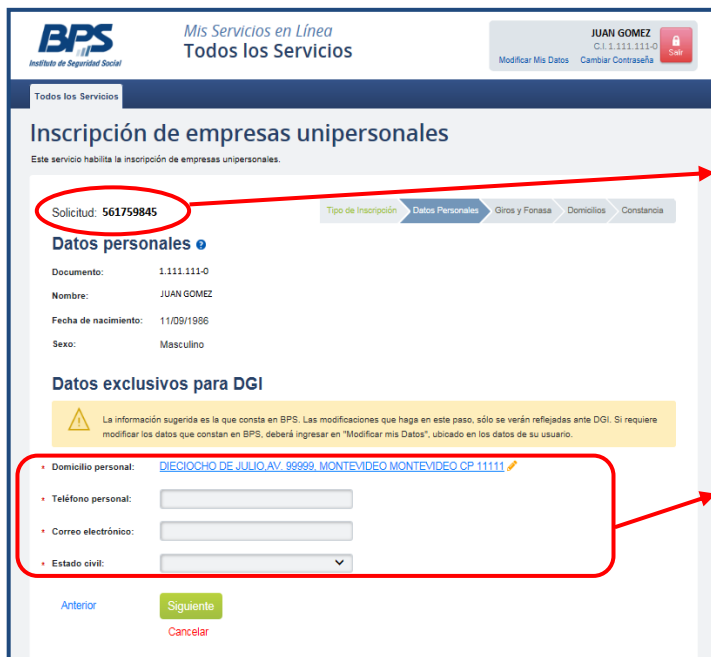 BPS
Instituto de Seguridad Social
Mis Servicios en Línea
Todos los Servicios
JUAN GOMEZ
C.I. 1.111.111-0
Modificar Mis Datos Cambiar Contraseña
Salir
Todos los Servicios
Inscripción de empresas unipersonales
Este servicio habilita la inscripción de empresas unipersonales.
Solicitud: 561759845
Tipo de Inscripción Datos Personales Giros y Fonasa Domicilios Constancia
Datos personales ?
Documento: 1.111.111-0
Nombre: JUAN GOMEZ
Fecha de nacimiento: 11/09/1986
Sexo: Masculino
Datos exclusivos para DGI
La información sugerida es la que consta en BPS. Las modificaciones que haga en este paso, sólo se verán reflejadas ante DGI. Si requiere
modificar los datos que constan en BPS, deberá ingresar en "Modificar mis Datos", ubicado en los datos de su usuario.
* Domicilio personal: DIECIOCHO DE JULIO,AV. 99999, MONTEVIDEO MONTEVIDEO CP 11111
* Teléfono personal:
* Correo electrónico:
* Estado civil:
Anterior Siguiente
Cancelar